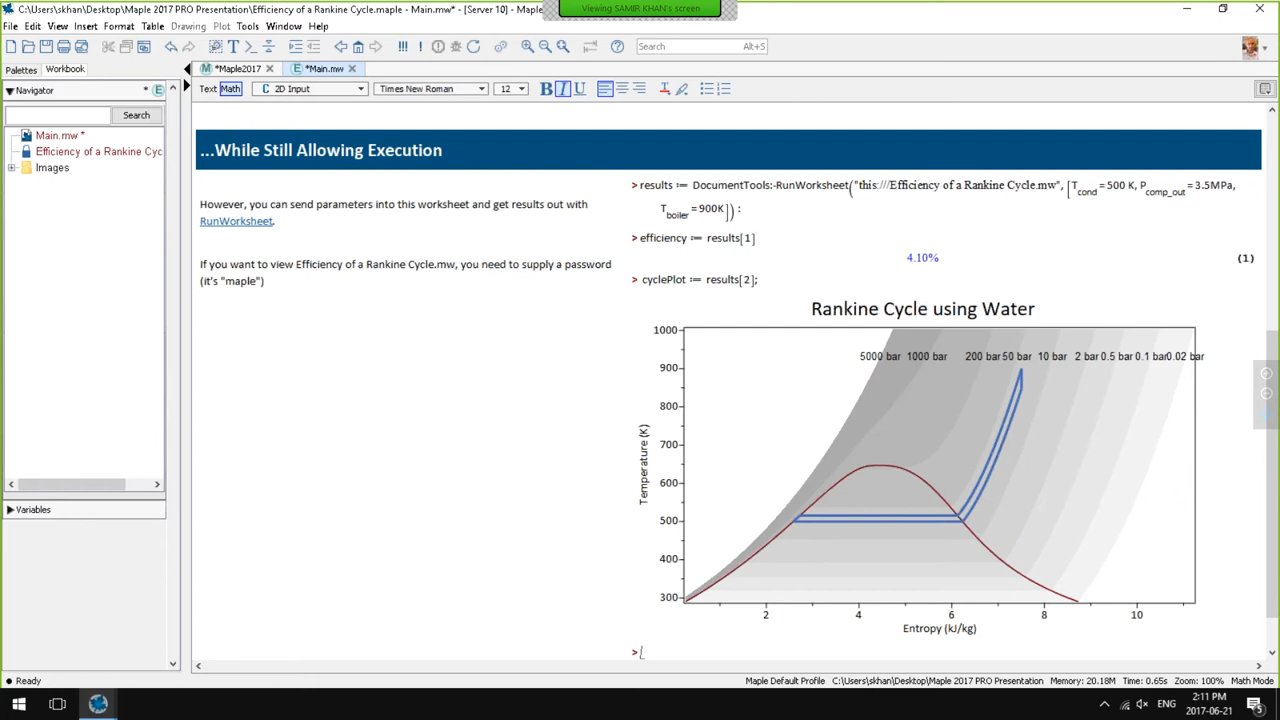 C:\Users\skhan\Desktop\Maple 2017 PRO Presentation\Efficiency of a Rankine Cycle.maple - Main.mw* - [Server 10] - Maple
Viewing SAMIR KHAN's screen
File Edit View Insert Format Table Drawing Plot Tools Window Help
Search Alt+S
Palettes Workbook
*Maple2017 *Main.mw
Navigator
Text Math C 2D Input Times New Roman 12 B I U
Search
Main.mw *
Efficiency of a Rankine Cyc
Images
Variables
...While Still Allowing Execution
However, you can send parameters into this worksheet and get results out with
RunWorksheet.
If you want to view Efficiency of a Rankine Cycle.mw, you need to supply a password
(it's "maple")
> results := DocumentTools:-RunWorksheet("this:///Efficiency of a Rankine Cycle.mw", [Tcond = 500 K, Pcomp_out = 3.5MPa,
Tboiler = 900K]) :
> efficiency := results[1]
4.10% (1)
> cyclePlot := results[2];
Rankine Cycle using Water
5000 bar 1000 bar 200 bar 50 bar 10 bar 2 bar 0.5 bar 0.1 bar 0.02 bar
1000
900
800
700
600
500
400
300
Temperature (K)
2 4 6 8 10
Entropy (kJ/kg)
>
Ready
Maple Default Profile C:\Users\skhan\Desktop\Maple 2017 PRO Presentation Memory: 20.18M Time: 0.65s Zoom: 100% Math Mode
ENG
2:11 PM
2017-06-21
5